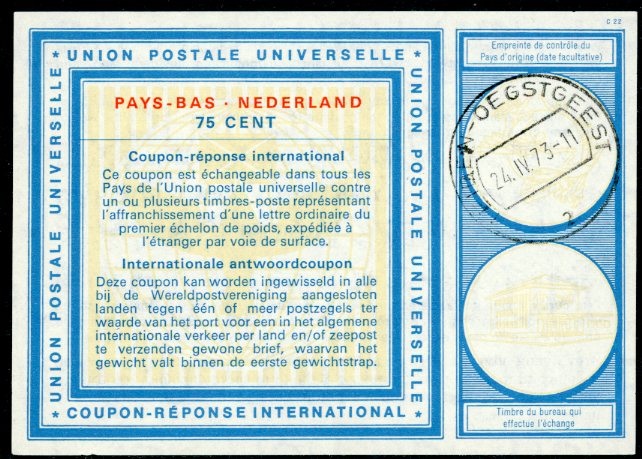 C 22
* UNION POSTALE UNIVERSELLE *
UNION POSTALE UNIVERSELLE
UNION POSTALE UNIVERSELLE
PAYS-BAS · NEDERLAND
75 CENT
Coupon-réponse international
Ce coupon est échangeable dans tous les
Pays de l'Union postale universelle contre
un ou plusieurs timbres-poste représentant
l'affranchissement d'une lettre ordinaire du
premier échelon de poids, expédiée à
l'étranger par voie de surface.
Internationale antwoordcoupon
Deze coupon kan worden ingewisseld in alle
bij de Wereldpostvereniging aangesloten
landen tegen één of meer postzegels ter
waarde van het port voor een in het algemene
internationale verkeer per land en/of zeepost
te verzenden gewone brief, waarvan het
gewicht valt binnen de eerste gewichtstrap.
* COUPON-RÉPONSE INTERNATIONAL *
Empreinte de contrôle du
Pays d'origine (date facultative)
-OEGSTGEEST
24.IV.73-11
2
Timbre du bureau qui
effectue l'échange